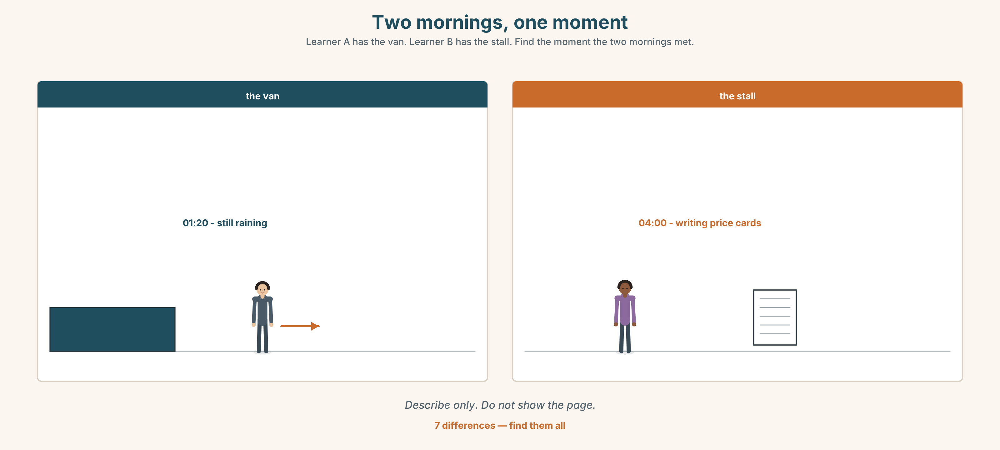 Two mornings, one moment
Learner A has the van. Learner B has the stall. Find the moment the two mornings met.
the van
01:20 - still raining
the stall
04:00 - writing price cards
Describe only. Do not show the page.
7 differences — find them all